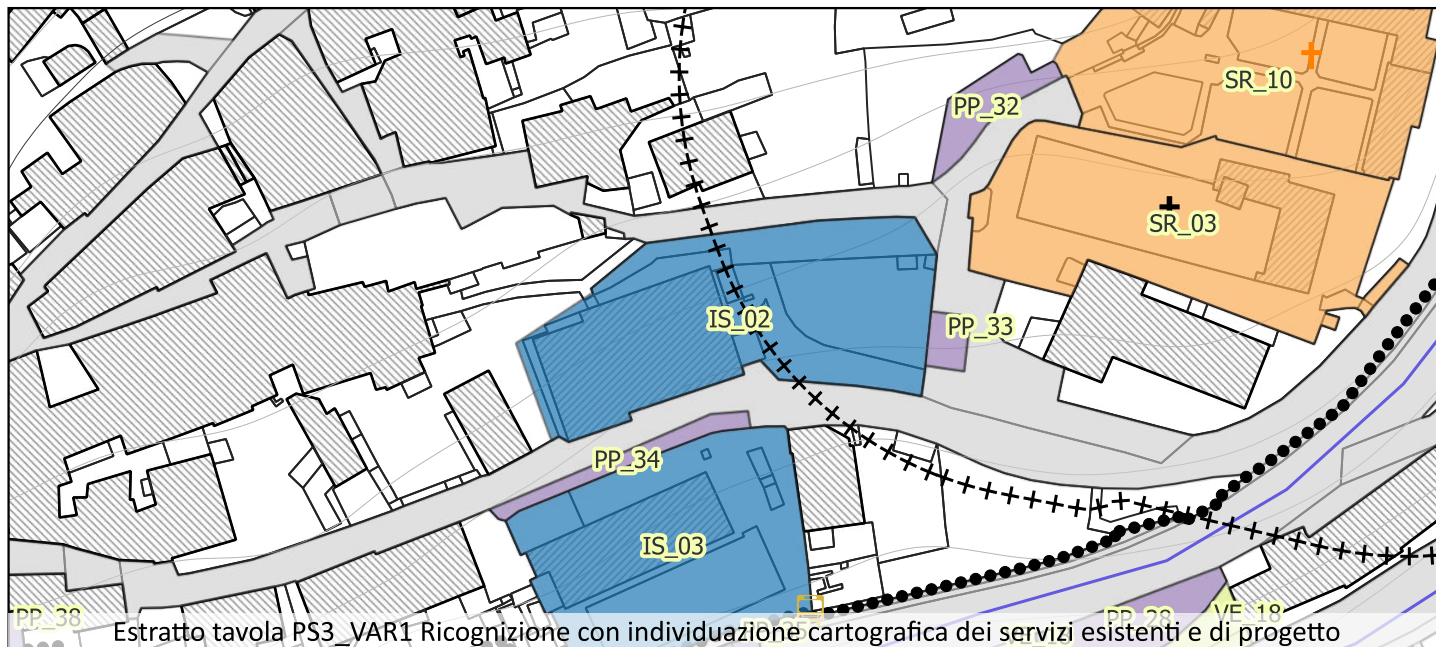 SR_10
PP_32
SR_03
IS_02
PP_33
PP_34
IS_03
PP_38
PP_28
VE_18
Estratto tavola PS3_VAR1 Ricognizione con individuazione cartografica dei servizi esistenti e di progetto